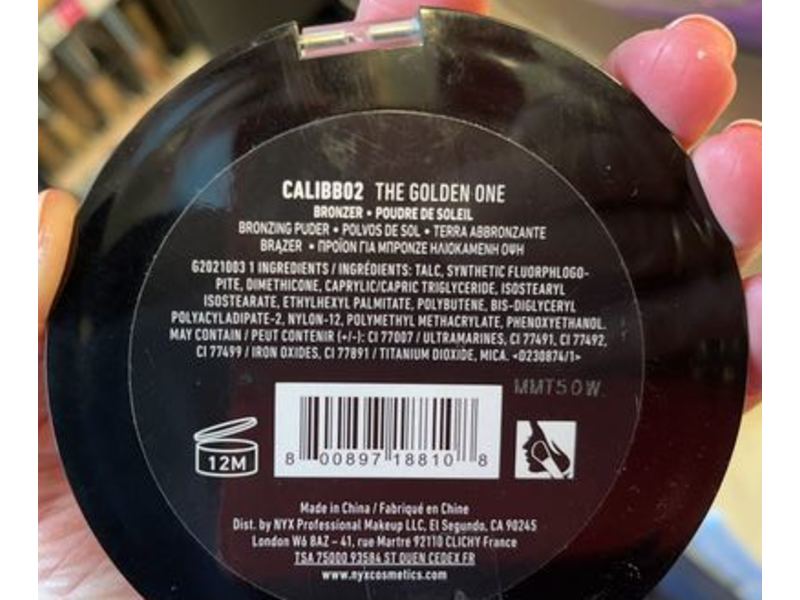 CALIBB02 THE GOLDEN ONE
BRONZER • POUDRE DE SOLEIL
BRONZING PUDER • POLVOS DE SOL • TERRA ABBRONZANTE
BRĄZER • ΠΡΟΪΟΝ ΓΙΑ ΜΠΡΟΝΖΕ ΗΛΙΟΚΑΜΕΝΗ ΟΨΗ
G2021003 1 INGREDIENTS / INGRÉDIENTS: TALC, SYNTHETIC FLUORPHLOGO-
PITE, DIMETHICONE, CAPRYLIC/CAPRIC TRIGLYCERIDE, ISOSTEARYL
ISOSTEARATE, ETHYLHEXYL PALMITATE, POLYBUTENE, BIS-DIGLYCERYL
POLYACYLADIPATE-2, NYLON-12, POLYMETHYL METHACRYLATE, PHENOXYETHANOL.
MAY CONTAIN / PEUT CONTENIR (+/-): CI 77007 / ULTRAMARINES, CI 77491, CI 77492,
CI 77499 / IRON OXIDES, CI 77891 / TITANIUM DIOXIDE, MICA. <D230874/1>
MMT50W.
12M
8 00897 18810 8
Made in China / Fabriqué en Chine
Dist. by NYX Professional Makeup LLC, El Segundo, CA 90245
London W6 8AZ – 41, rue Martre 92110 CLICHY France
TSA 75000 93584 ST OUEN CEDEX FR
www.nyxcosmetics.com